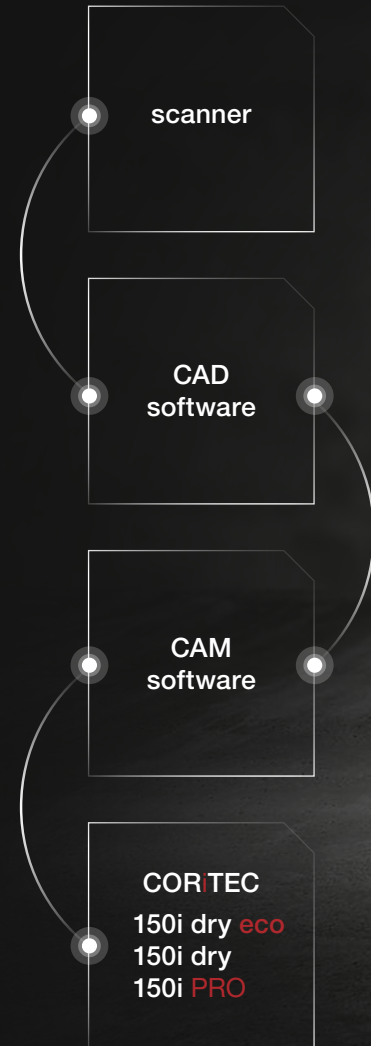 scanner
CAD
software
CAM
software
CORiTEC
150i dry eco
150i dry
150i PRO